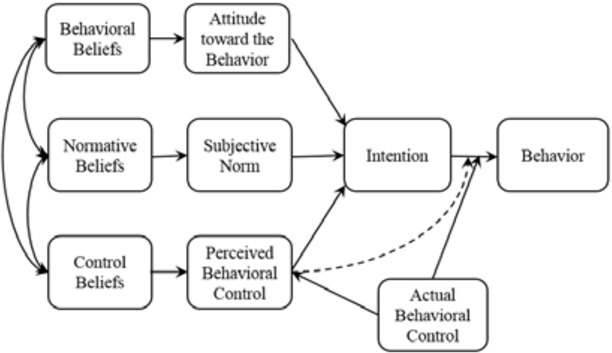 Behavioral
Beliefs
Attitude
toward the
Behavior
Normative
Beliefs
Subjective
Norm
Intention
Behavior
Control
Beliefs
Perceived
Behavioral
Control
Actual
Behavioral
Control